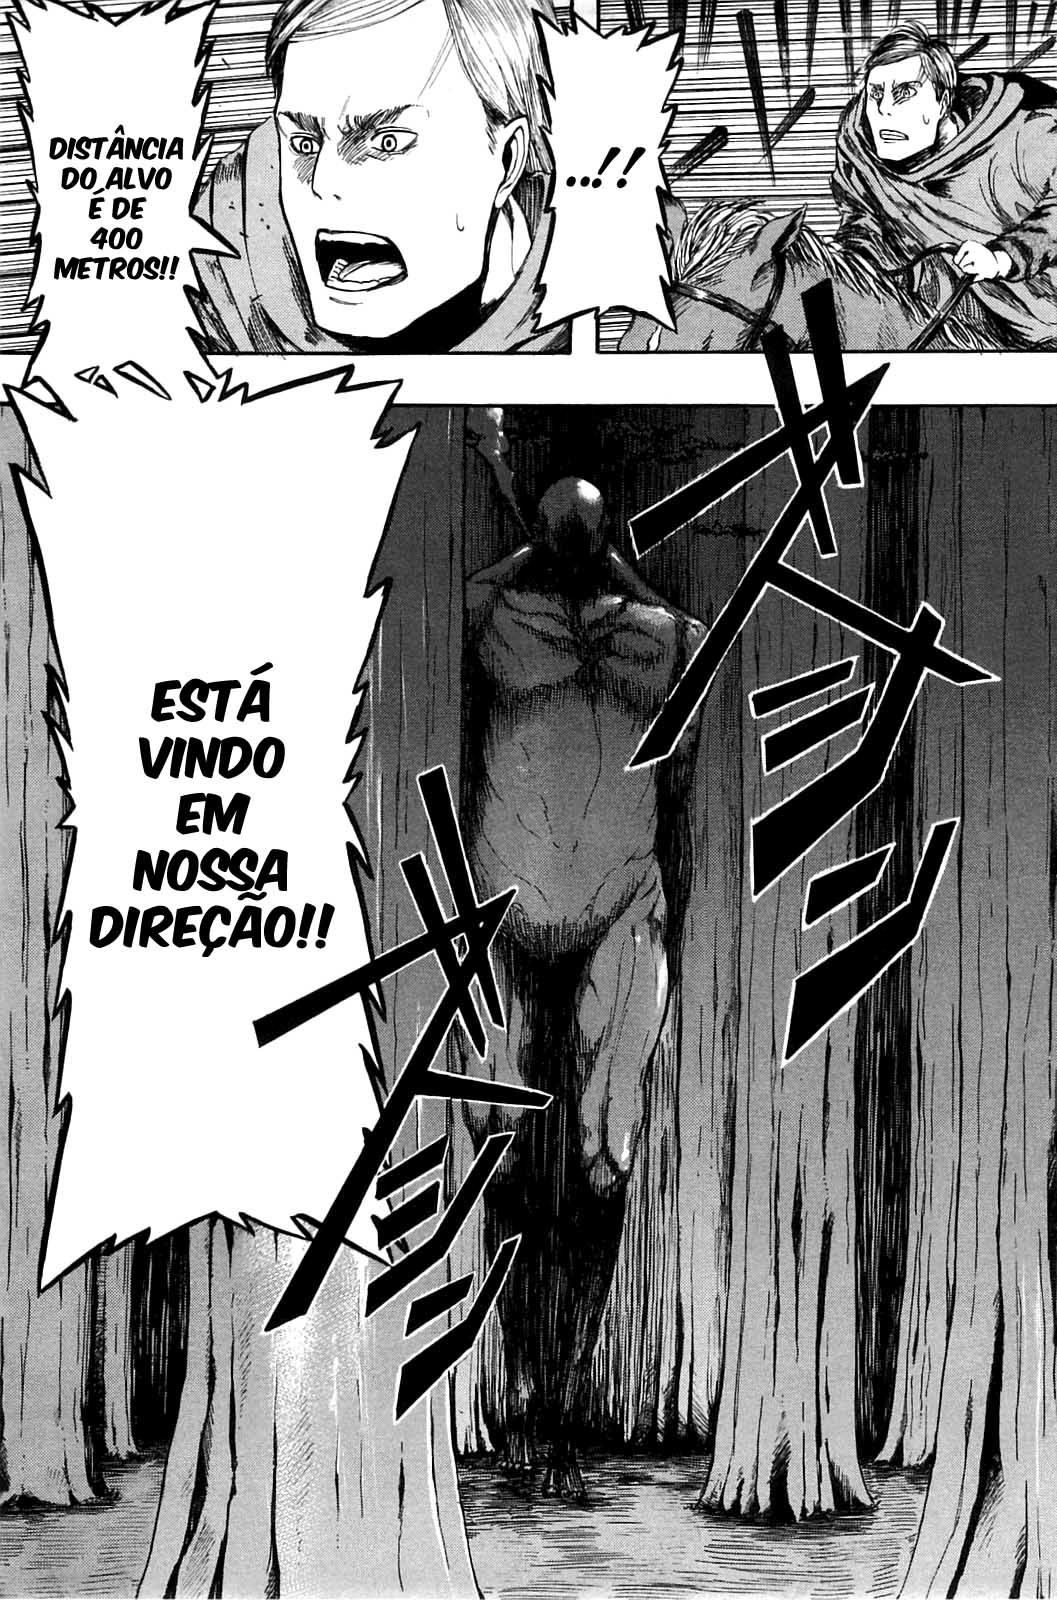 ...!!
DISTÂNCIA
DO ALVO
É DE
400
METROS!!
ESTÁ
VINDO
EM
NOSSA
DIREÇÃO!!
ズシン
ズシン